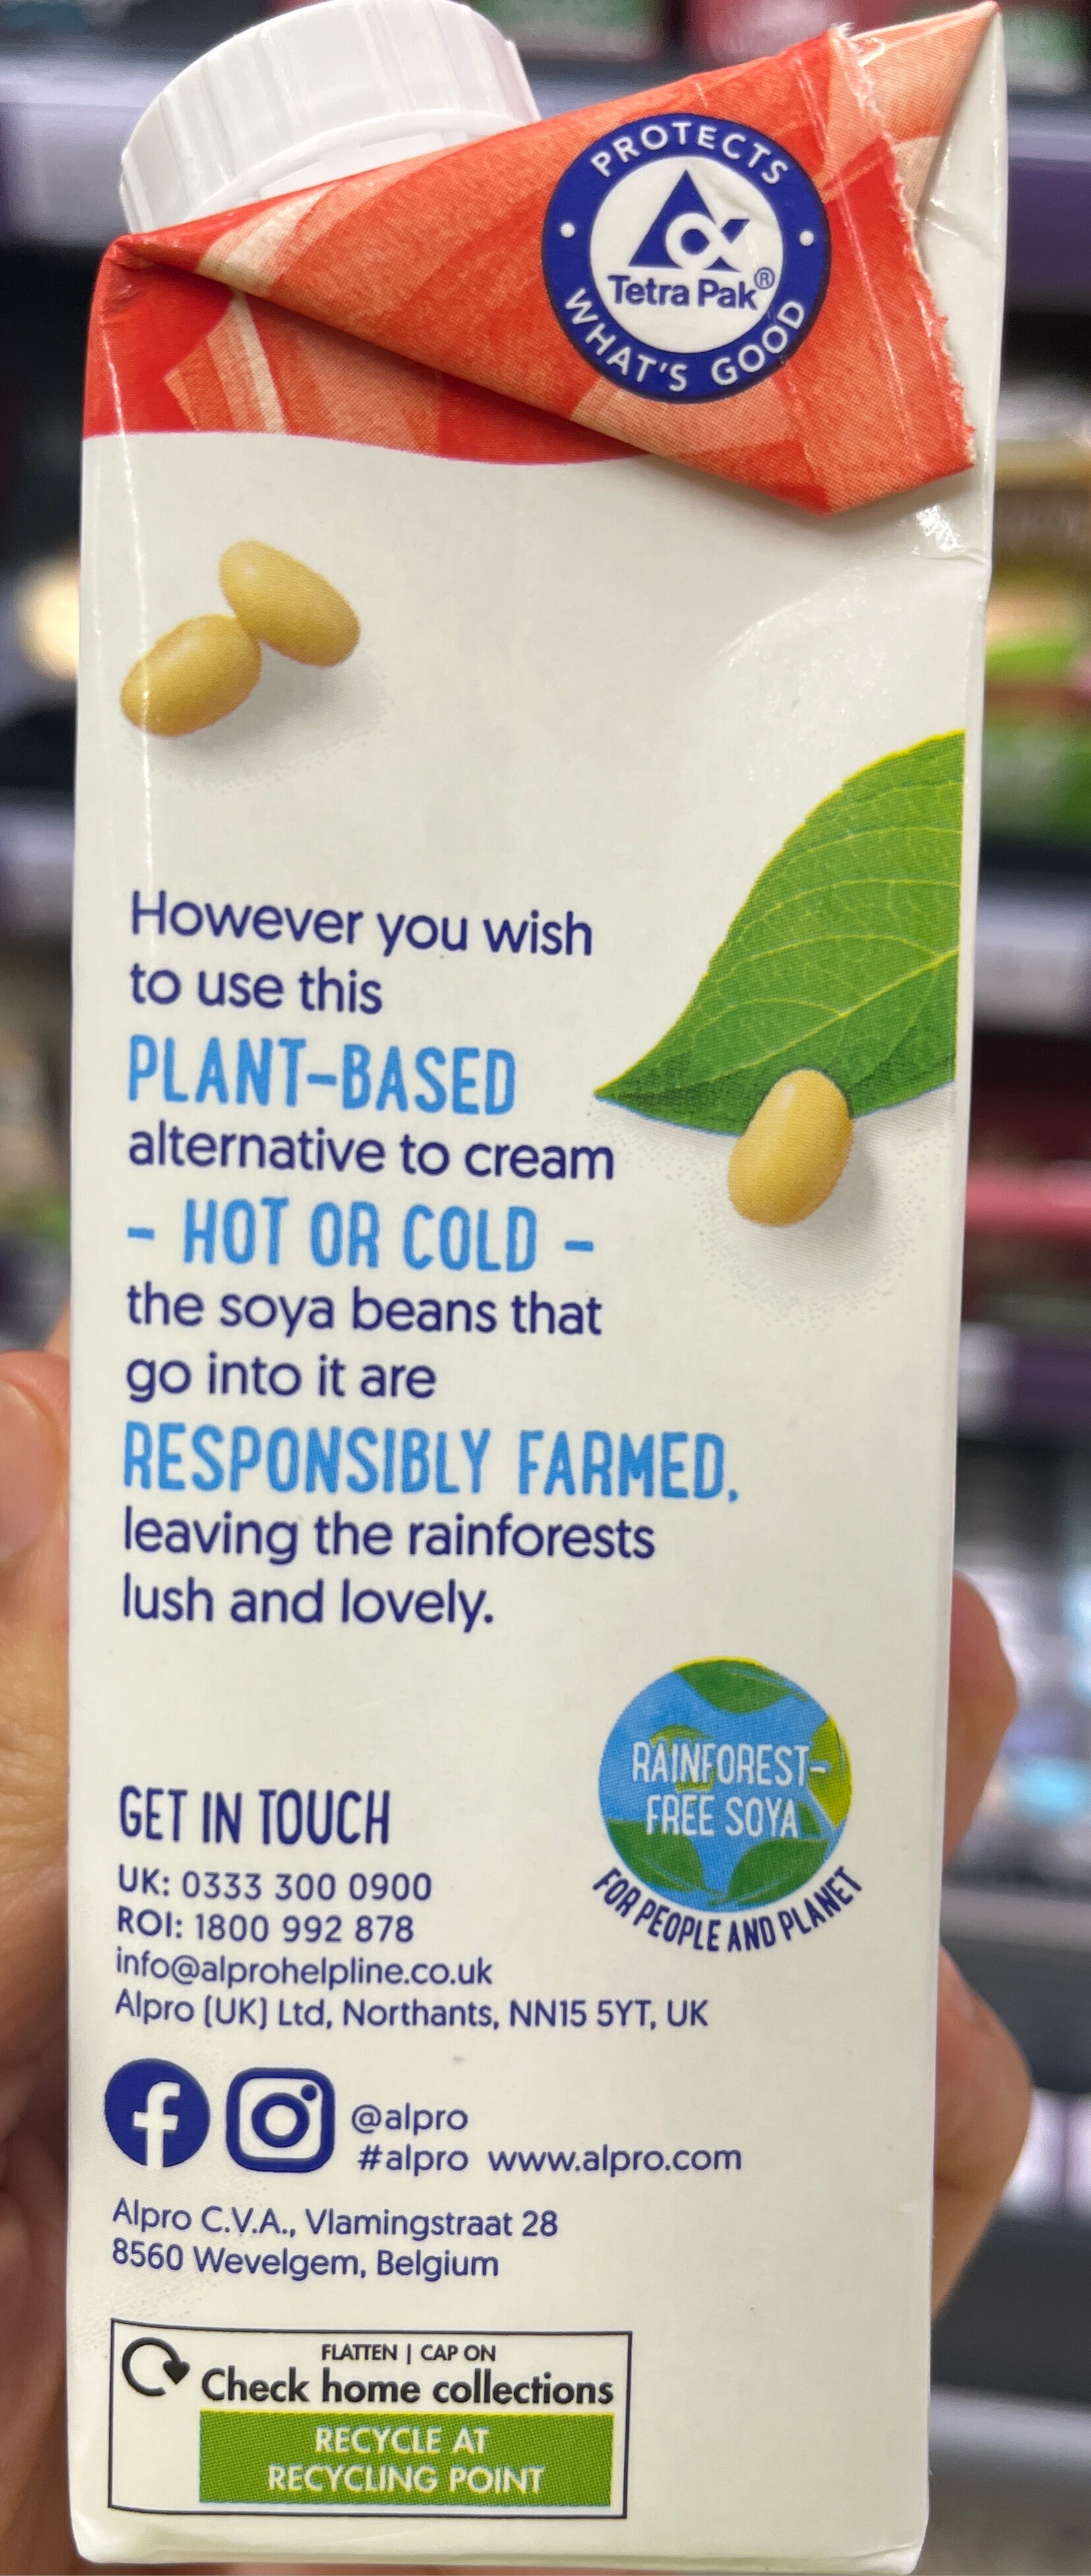 PROTECTS
Tetra Pak®
WHAT'S GOOD
However you wish
to use this
PLANT-BASED
alternative to cream
- HOT OR COLD -
the soya beans that
go into it are
RESPONSIBLY FARMED,
leaving the rainforests
lush and lovely.
RAINFOREST-
FREE SOYA
FOR PEOPLE AND PLANET
GET IN TOUCH
UK: 0333 300 0900
ROI: 1800 992 878
info@alprohelpline.co.uk
Alpro (UK) Ltd, Northants, NN15 5YT, UK
@alpro
#alpro www.alpro.com
Alpro C.V.A., Vlamingstraat 28
8560 Wevelgem, Belgium
FLATTEN | CAP ON
Check home collections
RECYCLE AT
RECYCLING POINT